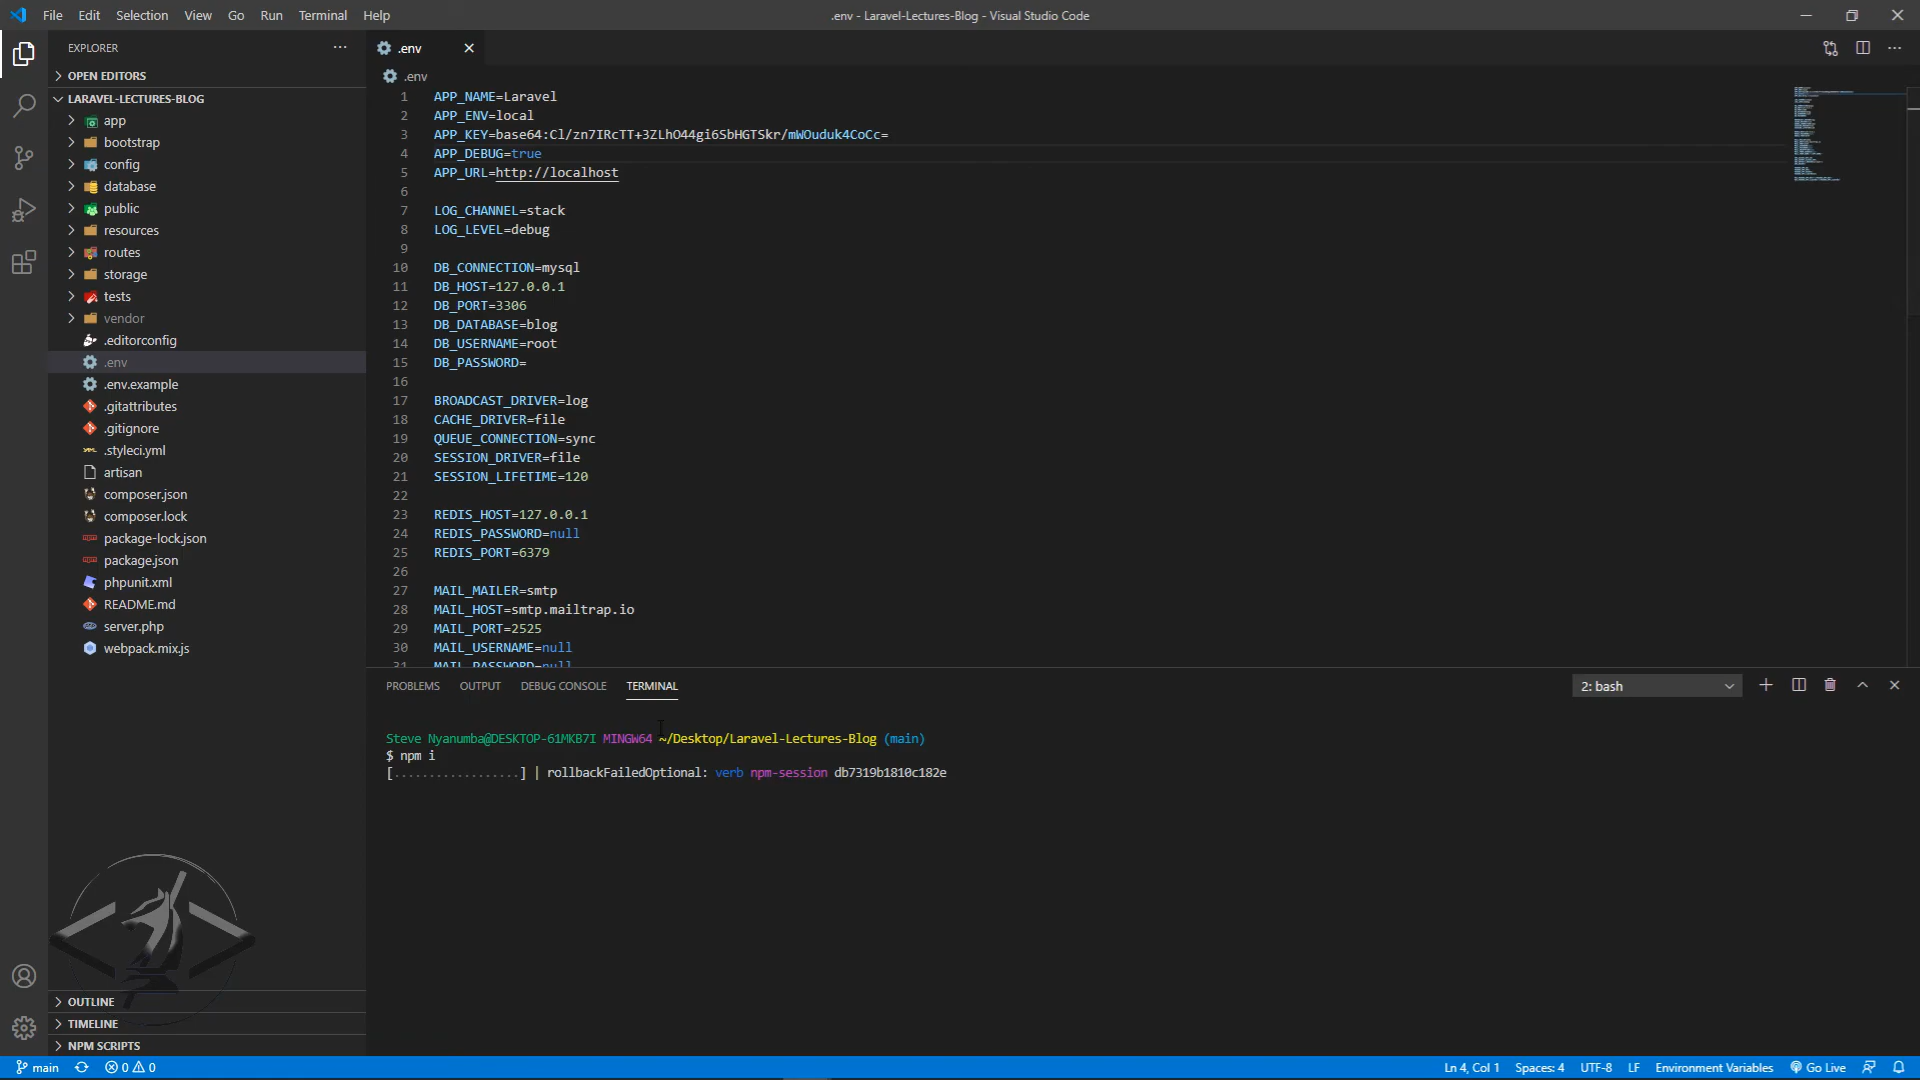 File Edit Selection View Go Run Terminal Help
.env - Laravel-Lectures-Blog - Visual Studio Code
EXPLORER
OPEN EDITORS
LARAVEL-LECTURES-BLOG
app
bootstrap
config
database
public
resources
routes
storage
tests
vendor
.editorconfig
.env
.env.example
.gitattributes
.gitignore
.styleci.yml
artisan
composer.json
composer.lock
package-lock.json
package.json
phpunit.xml
README.md
server.php
webpack.mix.js
OUTLINE
TIMELINE
NPM SCRIPTS
.env
.env
1 APP_NAME=Laravel
2 APP_ENV=local
3 APP_KEY=base64:Cl/zn7IRcTT+3ZLhO44gi6SbHGTSkr/mWOuduk4CoCc=
4 APP_DEBUG=true
5 APP_URL=http://localhost
6
7 LOG_CHANNEL=stack
8 LOG_LEVEL=debug
9
10 DB_CONNECTION=mysql
11 DB_HOST=127.0.0.1
12 DB_PORT=3306
13 DB_DATABASE=blog
14 DB_USERNAME=root
15 DB_PASSWORD=
16
17 BROADCAST_DRIVER=log
18 CACHE_DRIVER=file
19 QUEUE_CONNECTION=sync
20 SESSION_DRIVER=file
21 SESSION_LIFETIME=120
22
23 REDIS_HOST=127.0.0.1
24 REDIS_PASSWORD=null
25 REDIS_PORT=6379
26
27 MAIL_MAILER=smtp
28 MAIL_HOST=smtp.mailtrap.io
29 MAIL_PORT=2525
30 MAIL_USERNAME=null
31 MAIL_PASSWORD=null
PROBLEMS OUTPUT DEBUG CONSOLE TERMINAL
2: bash
Steve Nyanumba@DESKTOP-61MKB7I MINGW64 ~/Desktop/Laravel-Lectures-Blog (main)
$ npm i
[..................] | rollbackFailedOptional: verb npm-session db7319b1810c182e
main 0 0
Ln 4, Col 1 Spaces: 4 UTF-8 LF Environment Variables Go Live